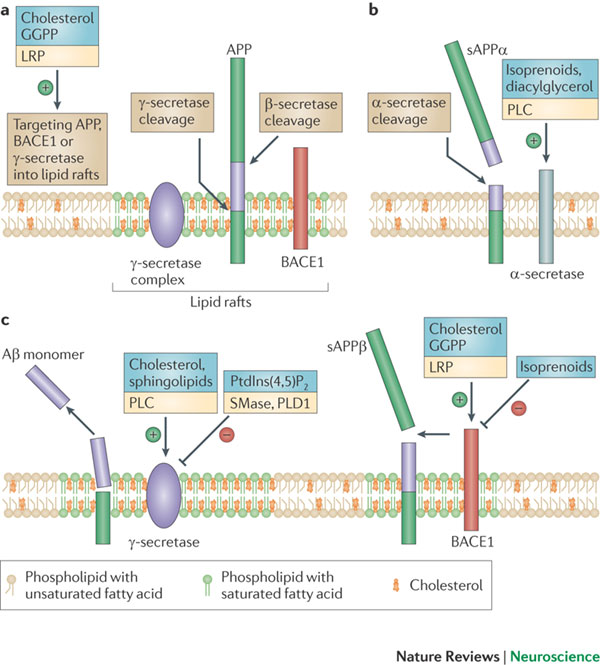 a
Cholesterol
GGPP
LRP
+
Targeting APP,
BACE1 or
γ-secretase
into lipid rafts
γ-secretase
cleavage
APP
β-secretase
cleavage
γ-secretase
complex
BACE1
Lipid rafts
b
sAPPα
α-secretase
cleavage
Isoprenoids,
diacylglycerol
PLC
+
α-secretase
c
Aβ monomer
Cholesterol,
sphingolipids
PLC
+
PtdIns(4,5)P₂
SMase, PLD1
−
γ-secretase
sAPPβ
Cholesterol
GGPP
LRP
+
Isoprenoids
−
BACE1
Phospholipid with
unsaturated fatty acid
Phospholipid with
saturated fatty acid
Cholesterol
Nature Reviews | Neuroscience